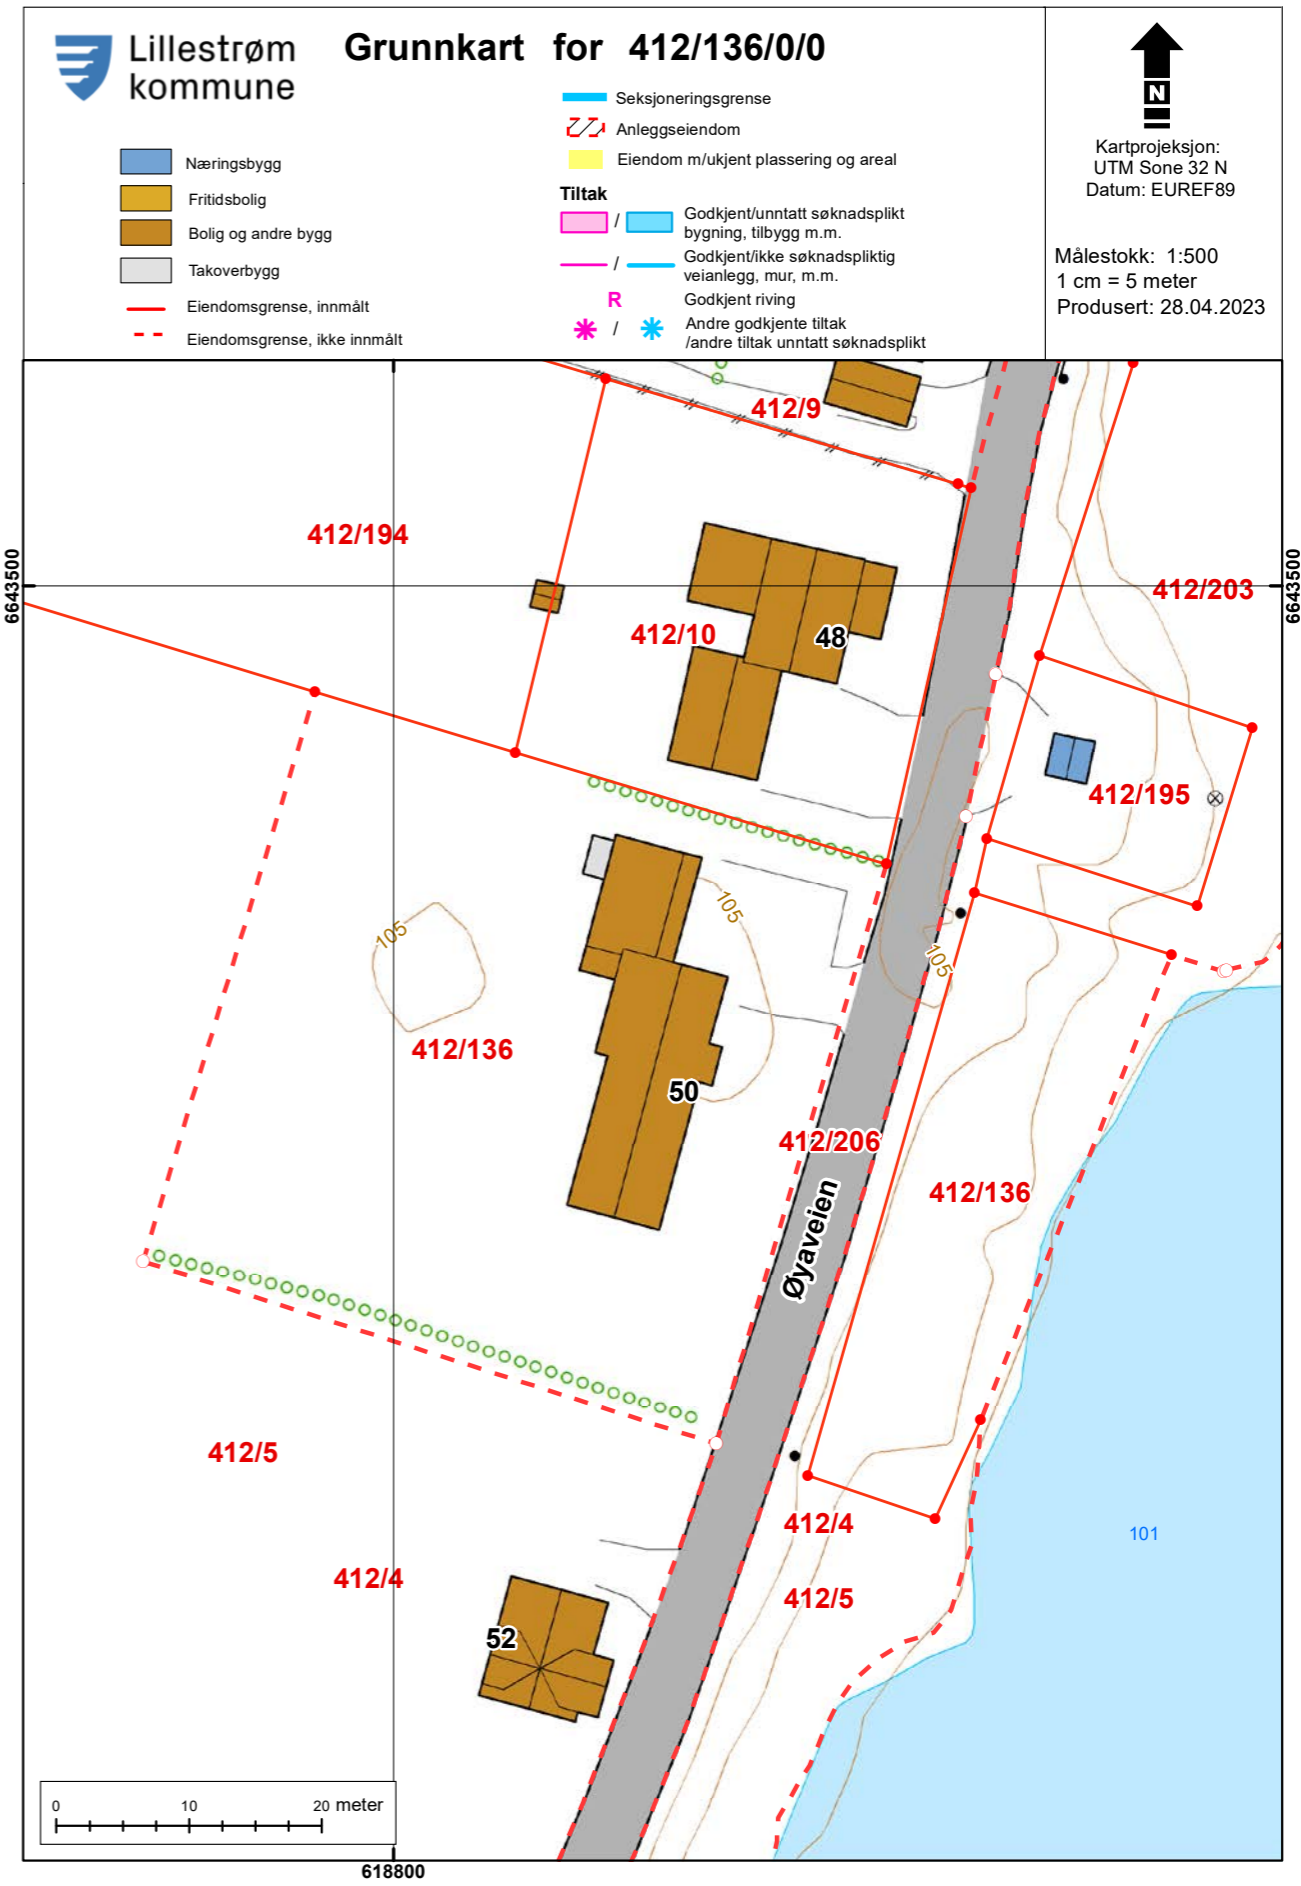 Lillestrøm
kommune
Grunnkart for 412/136/0/0
Næringsbygg
Fritidsbolig
Bolig og andre bygg
Takoverbygg
Eiendomsgrense, innmålt
Eiendomsgrense, ikke innmålt
Seksjoneringsgrense
Anleggseiendom
Eiendom m/ukjent plassering og areal
Tiltak
/ Godkjent/unntatt søknadsplikt
bygning, tilbygg m.m.
/ Godkjent/ikke søknadspliktig
veianlegg, mur, m.m.
R Godkjent riving
/ Andre godkjente tiltak
/andre tiltak unntatt søknadsplikt
N
Kartprojeksjon:
UTM Sone 32 N
Datum: EUREF89
Målestokk: 1:500
1 cm = 5 meter
Produsert: 28.04.2023
412/9
412/194
6643500
6643500
412/203
412/10
48
412/195
105
105
105
412/136
50
412/206
412/136
Øyaveien
412/5
412/4
101
412/4
412/5
52
0 10 20 meter
618800